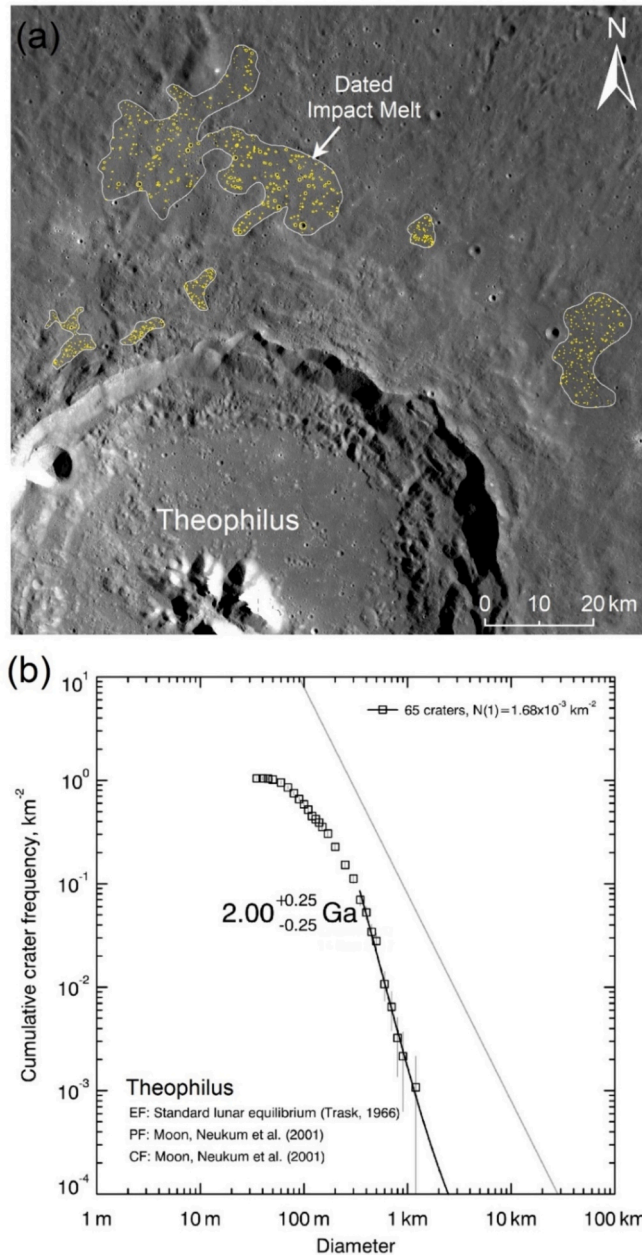 (a)
N
Dated
Impact Melt
Theophilus
0 10 20 km
(b)
10^1
10^0
10^-1
10^-2
10^-3
10^-4
Cumulative crater frequency, km^-2
65 craters, N(1)=1.68x10^-3 km^-2
2.00 +0.25 -0.25 Ga
Theophilus
EF: Standard lunar equilibrium (Trask, 1966)
PF: Moon, Neukum et al. (2001)
CF: Moon, Neukum et al. (2001)
1 m 10 m 100 m 1 km 10 km 100 km
Diameter